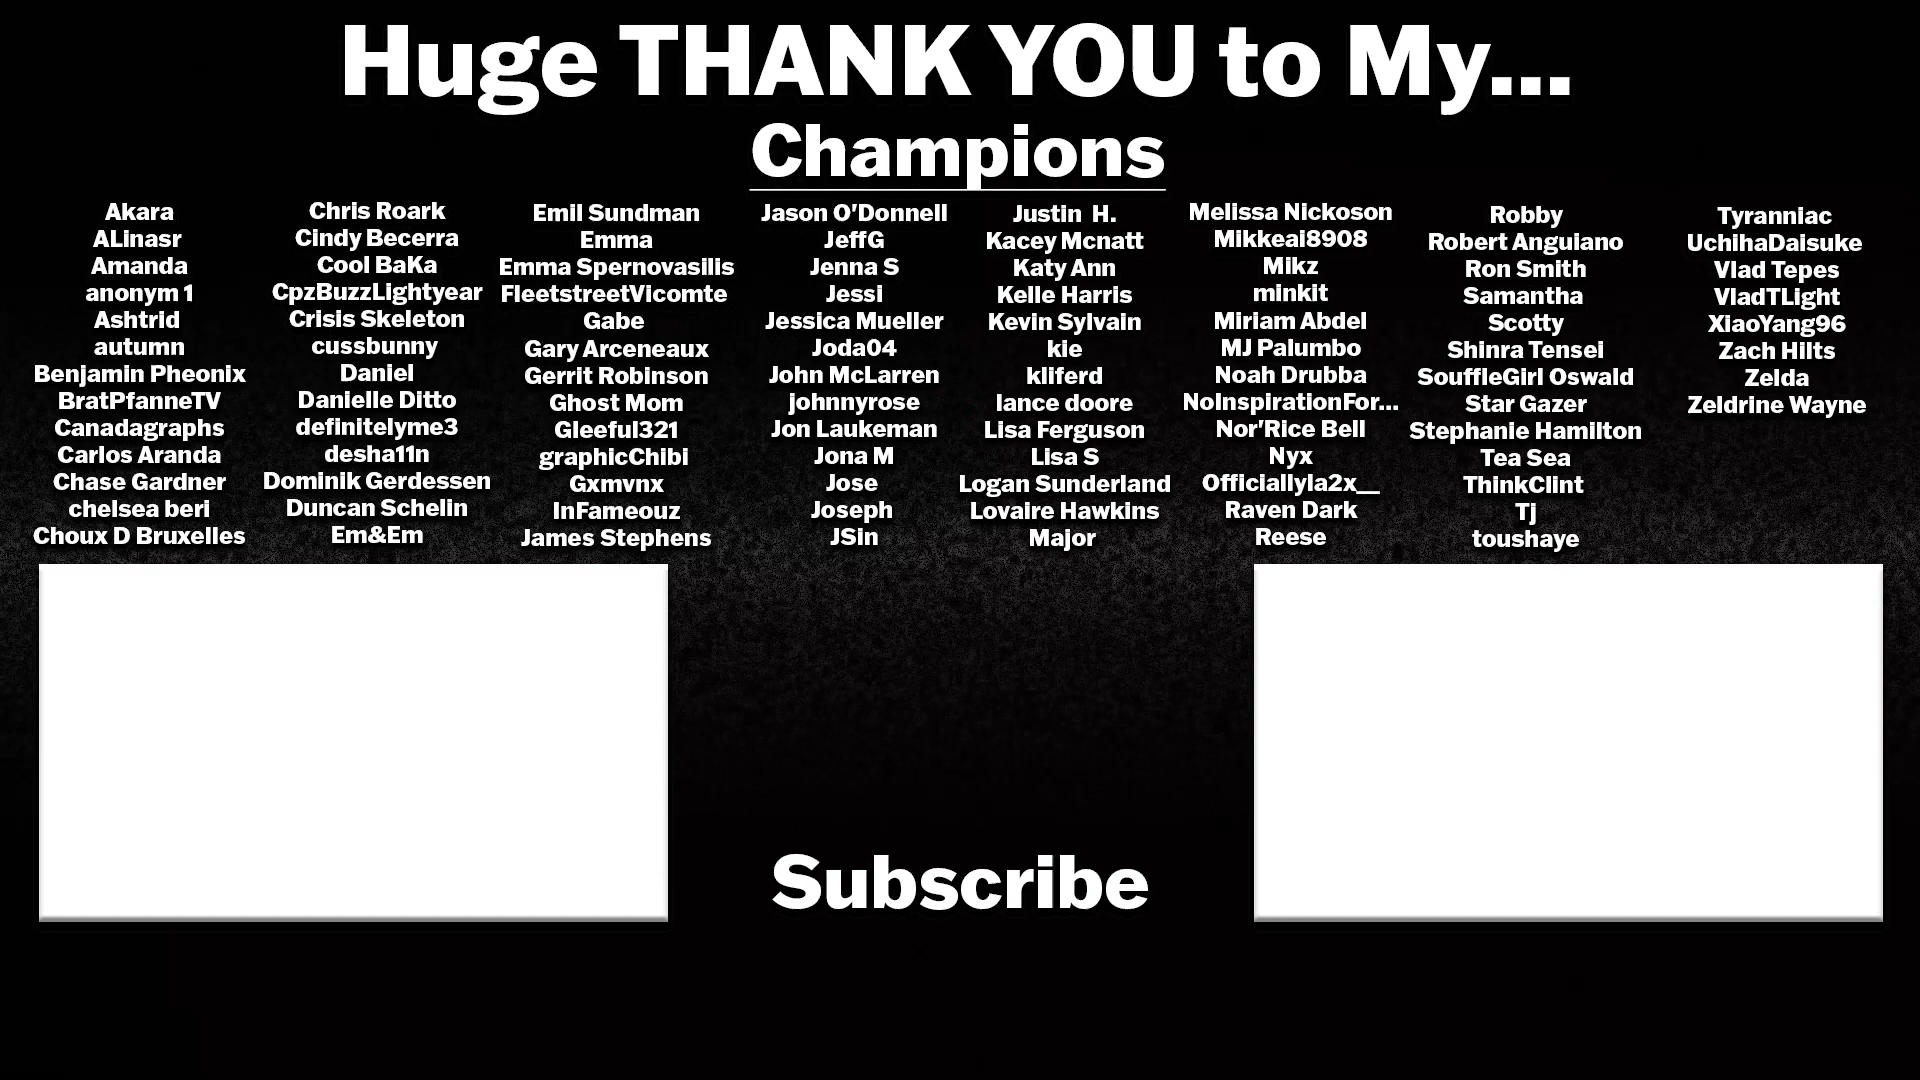 Huge THANK YOU to My...
Champions
Akara
ALinasr
Amanda
anonym 1
Ashtrid
autumn
Benjamin Pheonix
BratPfanneTV
Canadagraphs
Carlos Aranda
Chase Gardner
chelsea beri
Choux D Bruxelles
Chris Roark
Cindy Becerra
Cool BaKa
CpzBuzzLightyear
Crisis Skeleton
cussbunny
Daniel
Danielle Ditto
definitelyme3
desha11n
Dominik Gerdessen
Duncan Schelin
Em&Em
Emil Sundman
Emma
Emma Spernovasilis
FleetstreetVicomte
Gabe
Gary Arceneaux
Gerrit Robinson
Ghost Mom
Gleeful321
graphicChibi
Gxmvnx
InFameouz
James Stephens
Jason O'Donnell
JeffG
Jenna S
Jessi
Jessica Mueller
Joda04
John McLarren
johnnyrose
Jon Laukeman
Jona M
Jose
Joseph
JSin
Justin  H.
Kacey Mcnatt
Katy Ann
Kelle Harris
Kevin Sylvain
kie
kliferd
lance doore
Lisa Ferguson
Lisa S
Logan Sunderland
Lovaire Hawkins
Major
Melissa Nickoson
Mikkeai8908
Mikz
minkit
Miriam Abdel
MJ Palumbo
Noah Drubba
NoInspirationFor...
Nor'Rice Bell
Nyx
Officiallyla2x__
Raven Dark
Reese
Robby
Robert Anguiano
Ron Smith
Samantha
Scotty
Shinra Tensei
SouffleGirl Oswald
Star Gazer
Stephanie Hamilton
Tea Sea
ThinkClint
Tj
toushaye
Tyranniac
UchihaDaisuke
Vlad Tepes
VladTLight
XiaoYang96
Zach Hilts
Zelda
Zeldrine Wayne
Subscribe